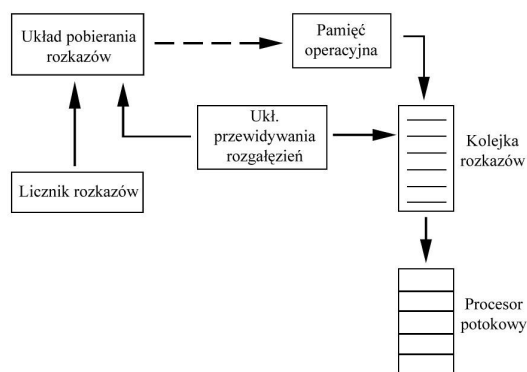 Układ pobierania
rozkazów
Pamięć
operacyjna
Ukł.
przewidywania
rozgałęzień
Kolejka
rozkazów
Licznik rozkazów
Procesor
potokowy